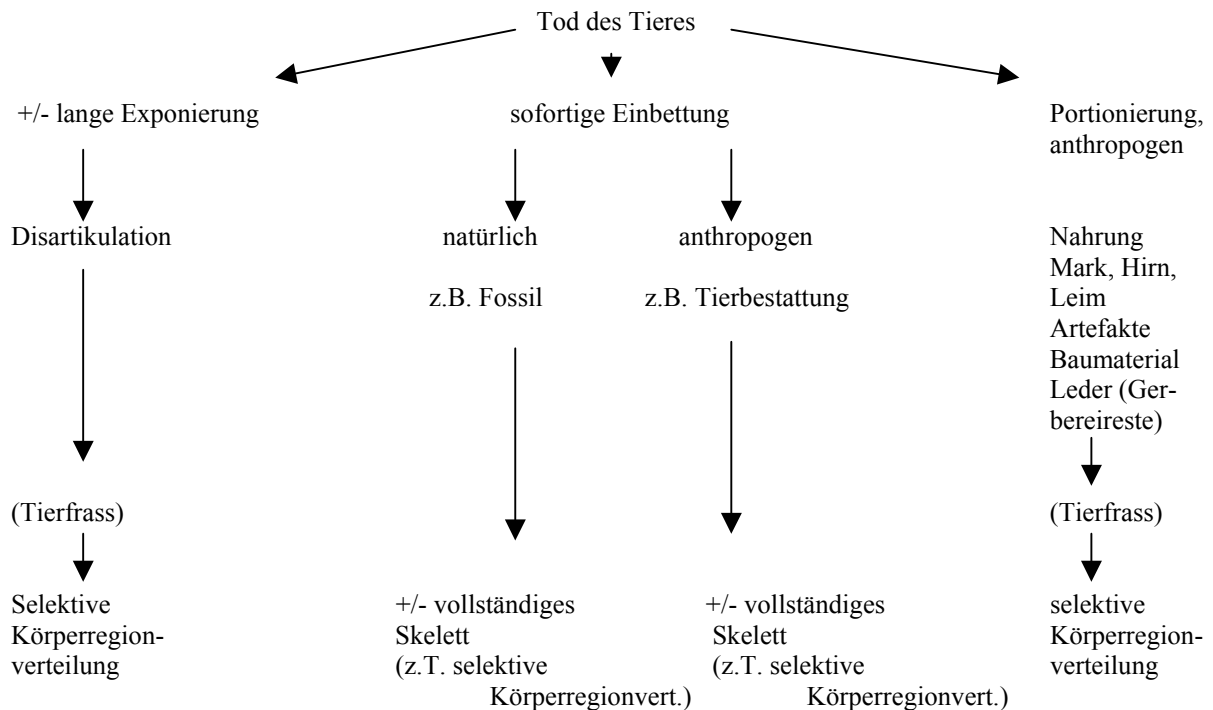 Tod des Tieres
+/- lange Exponierung
sofortige Einbettung
Portionierung,
anthropogen
Disartikulation
natürlich
anthropogen
Nahrung
Mark, Hirn,
Leim
Artefakte
Baumaterial
Leder (Ger-
bereireste)
z.B. Fossil
z.B. Tierbestattung
(Tierfrass)
(Tierfrass)
Selektive
Körperregion-
verteilung
+/- vollständiges
Skelett
(z.T. selektive
Körperregionvert.)
+/- vollständiges
Skelett
(z.T. selektive
Körperregionvert.)
selektive
Körperregion-
verteilung